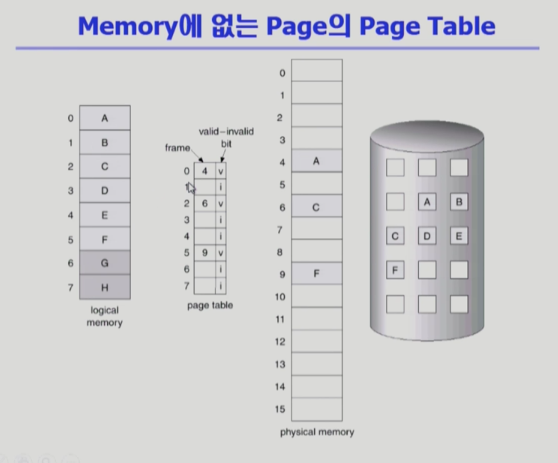 Memory에 없는 Page의 Page Table
0 A
1 B
2 C
3 D
4 E
5 F
6 G
7 H
logical
memory
valid–invalid
bit
frame
0 4 v
i
2 6 v
3 i
4 i
5 9 v
6 i
7 i
page table
0
1
2
3
4 A
5
6 C
7
8
9 F
10
11
12
13
14
15
physical memory
A B
C D E
F